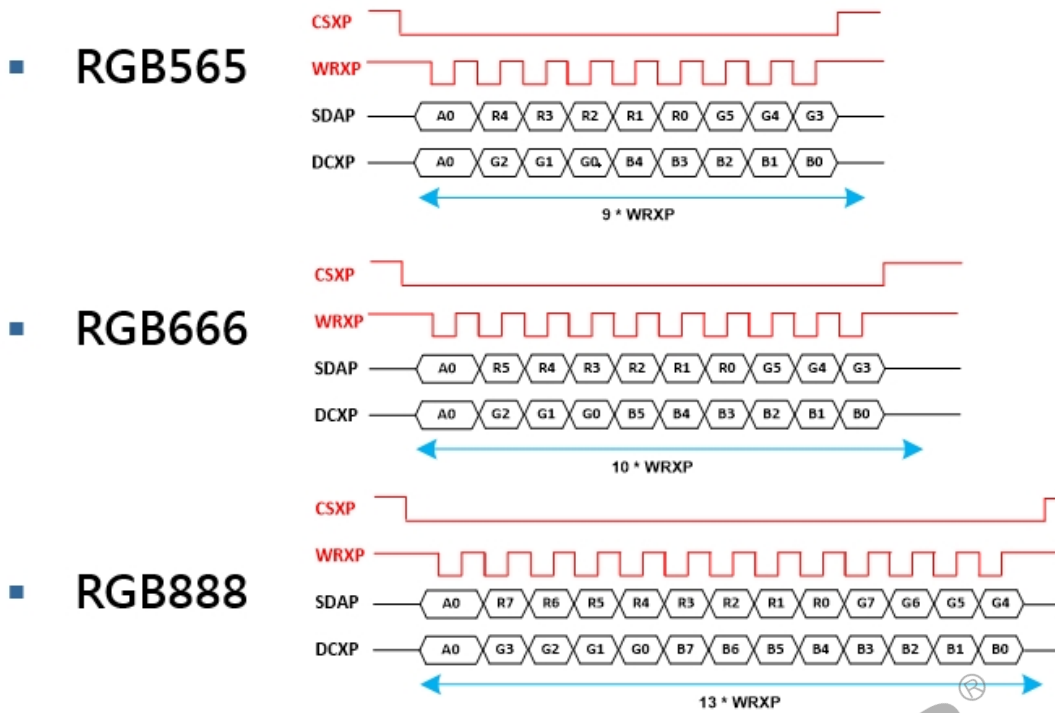 RGB565
CSXP
WRXP
SDAP A0 R4 R3 R2 R1 R0 G5 G4 G3
DCXP A0 G2 G1 G0 B4 B3 B2 B1 B0
9 * WRXP
RGB666
CSXP
WRXP
SDAP A0 R5 R4 R3 R2 R1 R0 G5 G4 G3
DCXP A0 G2 G1 G0 B5 B4 B3 B2 B1 B0
10 * WRXP
RGB888
CSXP
WRXP
SDAP A0 R7 R6 R5 R4 R3 R2 R1 R0 G7 G6 G5 G4
DCXP A0 G3 G2 G1 G0 B7 B6 B5 B4 B3 B2 B1 B0
13 * WRXP
®